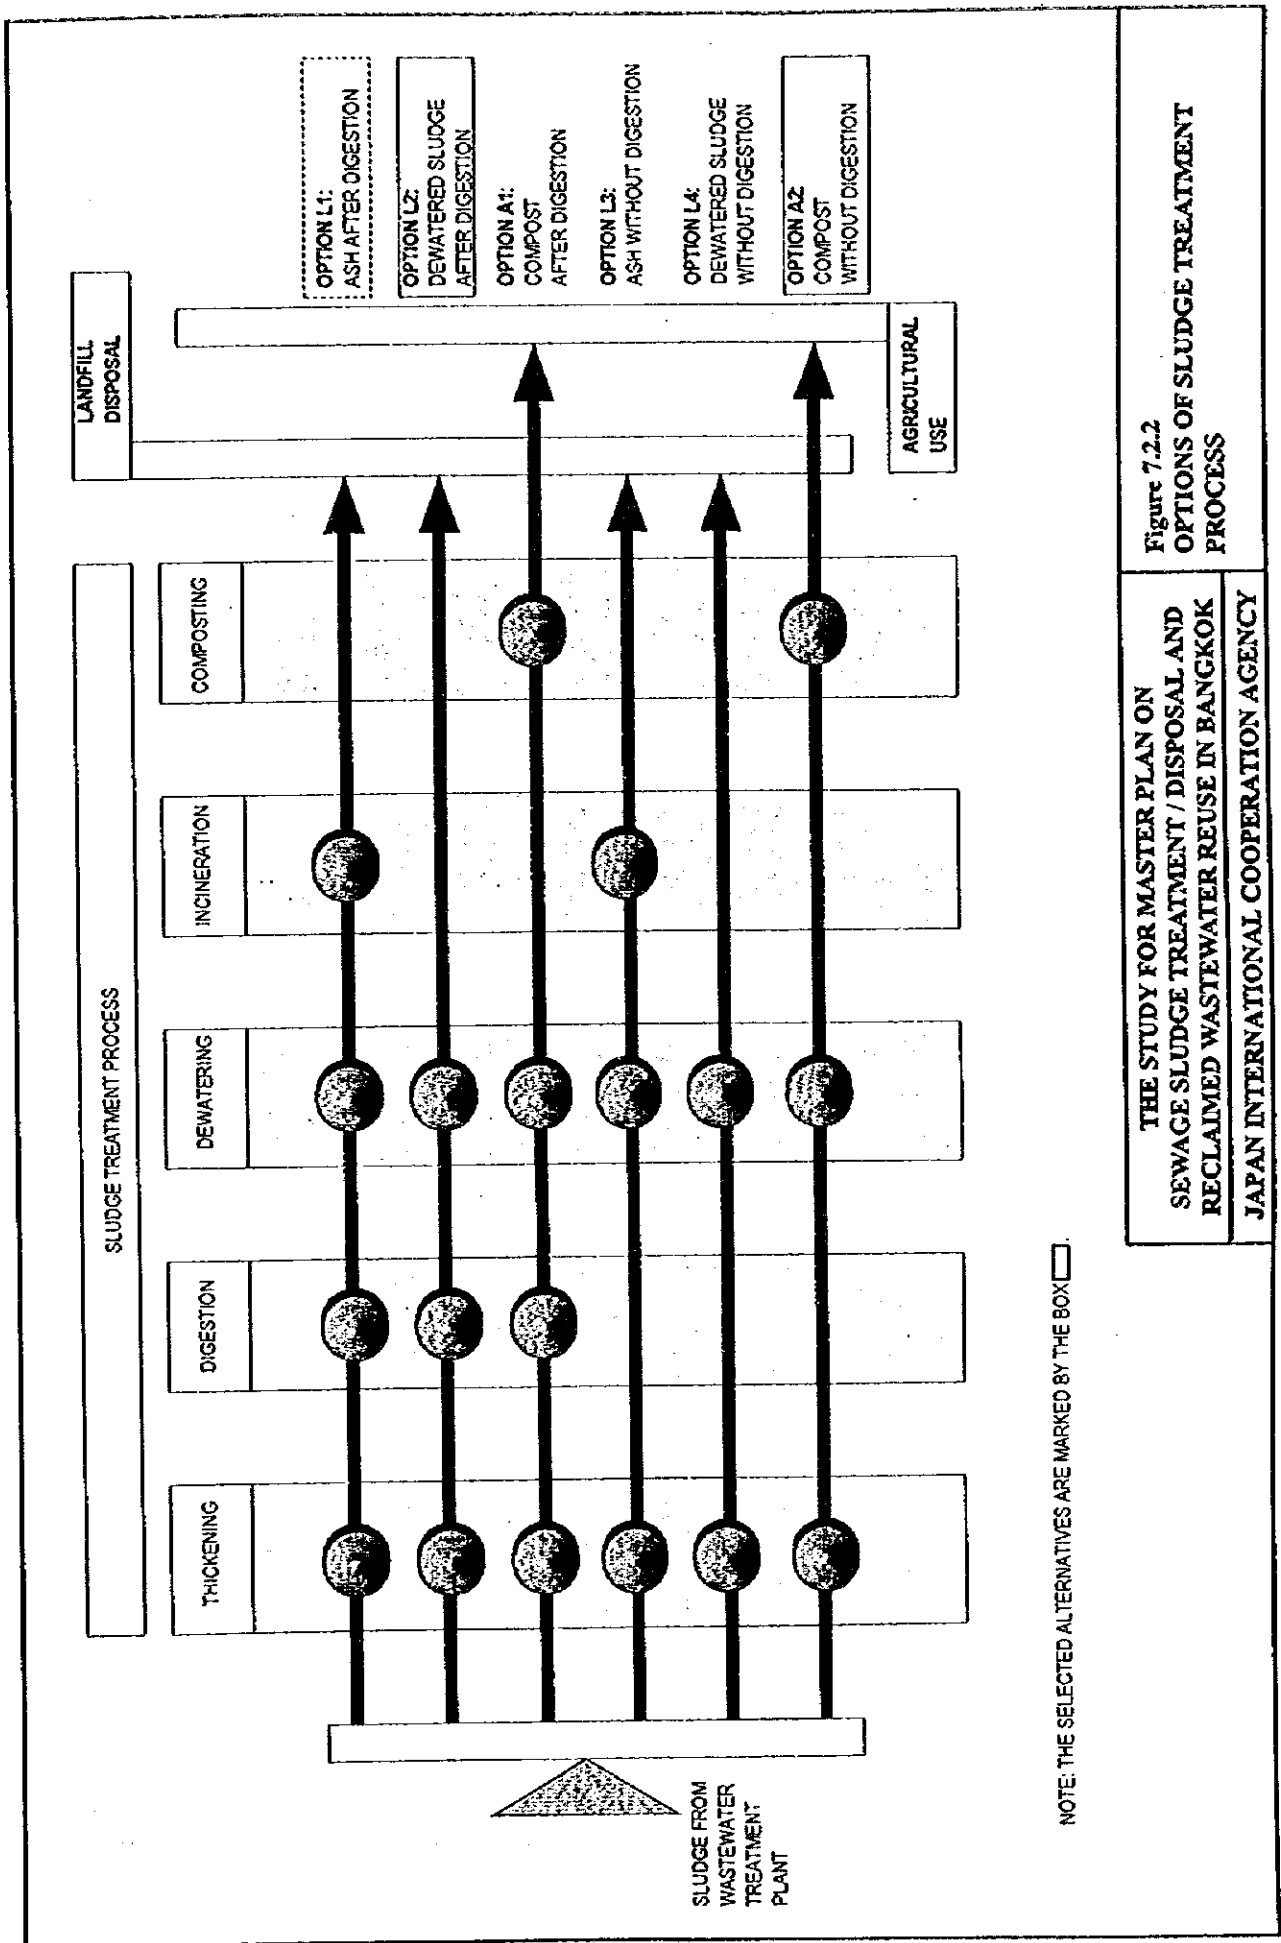 SLUDGE TREATMENT PROCESS
LANDFILL
DISPOSAL
THICKENING
DIGESTION
DEWATERING
INCINERATION
COMPOSTING
OPTION L1:
ASH AFTER DIGESTION
OPTION L2:
DEWATERED SLUDGE
AFTER DIGESTION
OPTION A1:
COMPOST
AFTER DIGESTION
OPTION L3:
ASH WITHOUT DIGESTION
OPTION L4:
DEWATERED SLUDGE
WITHOUT DIGESTION
OPTION A2:
COMPOST
WITHOUT DIGESTION
SLUDGE FROM
WASTEWATER
TREATMENT
PLANT
AGRICULTURAL
USE
NOTE: THE SELECTED ALTERNATIVES ARE MARKED BY THE BOX .
THE STUDY FOR MASTER PLAN ON
SEWAGE SLUDGE TREATMENT / DISPOSAL AND
RECLAIMED WASTEWATER REUSE IN BANGKOK
JAPAN INTERNATIONAL COOPERATION AGENCY
Figure 7.2.2
OPTIONS OF SLUDGE TREATMENT
PROCESS